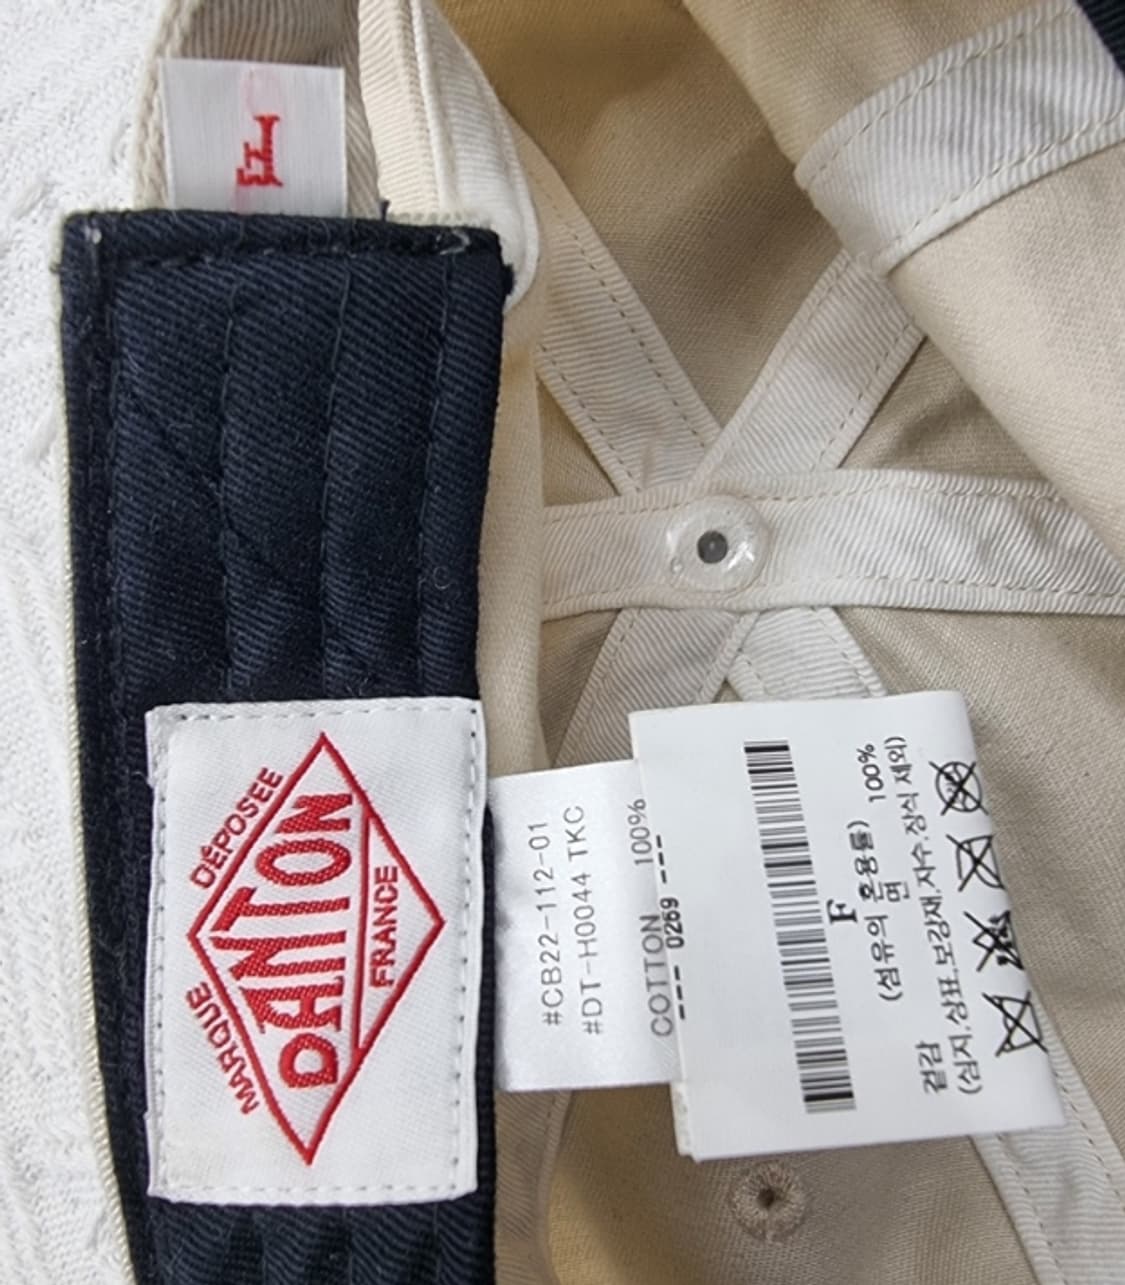 F
MARQUE DÉPOSEE
DANTON
FRANCE
#CB22-112-01
#DT-H0044 TKC
COTTON 100%
---- 0269 ---
F
(섬유의 혼용률)
겉감 면 100%
(심지.상표.보강재.자수.장식 제외)